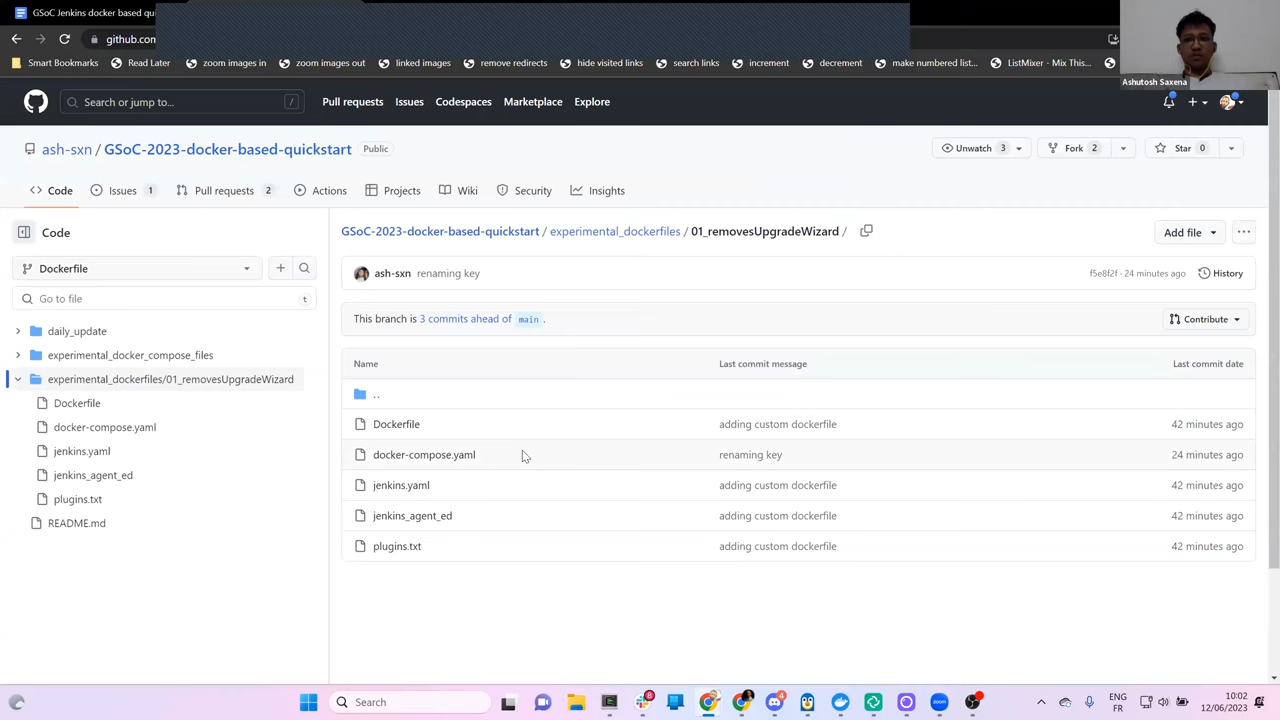 GSoC Jenkins Docker based qui
github.com
Smart Bookmarks
Read Later
zoom images in
zoom images out
linked images
remove redirects
hide visited links
search links
increment
decrement
make numbered list...
ListMixer - Mix This...
Ashutosh Saxena
Search or jump to...
/
Pull requests
Issues
Codespaces
Marketplace
Explore
ash-sxn / GSoC-2023-docker-based-quickstart Public
Unwatch 3
Fork 2
Star 0
Code
Issues 1
Pull requests 2
Actions
Projects
Wiki
Security
Insights
Code
Dockerfile
Go to file
t
daily_update
experimental_docker_compose_files
experimental_dockerfiles/01_removesUpgradeWizard
Dockerfile
docker-compose.yaml
jenkins.yaml
jenkins_agent_ed
plugins.txt
README.md
GSoC-2023-docker-based-quickstart / experimental_dockerfiles / 01_removesUpgradeWizard /
Add file
...
ash-sxn renaming key
f5e8f2f · 24 minutes ago
History
This branch is 3 commits ahead of main .
Contribute
Name Last commit message Last commit date
..
Dockerfile adding custom dockerfile 42 minutes ago
docker-compose.yaml renaming key 24 minutes ago
jenkins.yaml adding custom dockerfile 42 minutes ago
jenkins_agent_ed adding custom dockerfile 42 minutes ago
plugins.txt adding custom dockerfile 42 minutes ago
Search
8
4
zoom
ENG
FR
10:02
12/06/2023